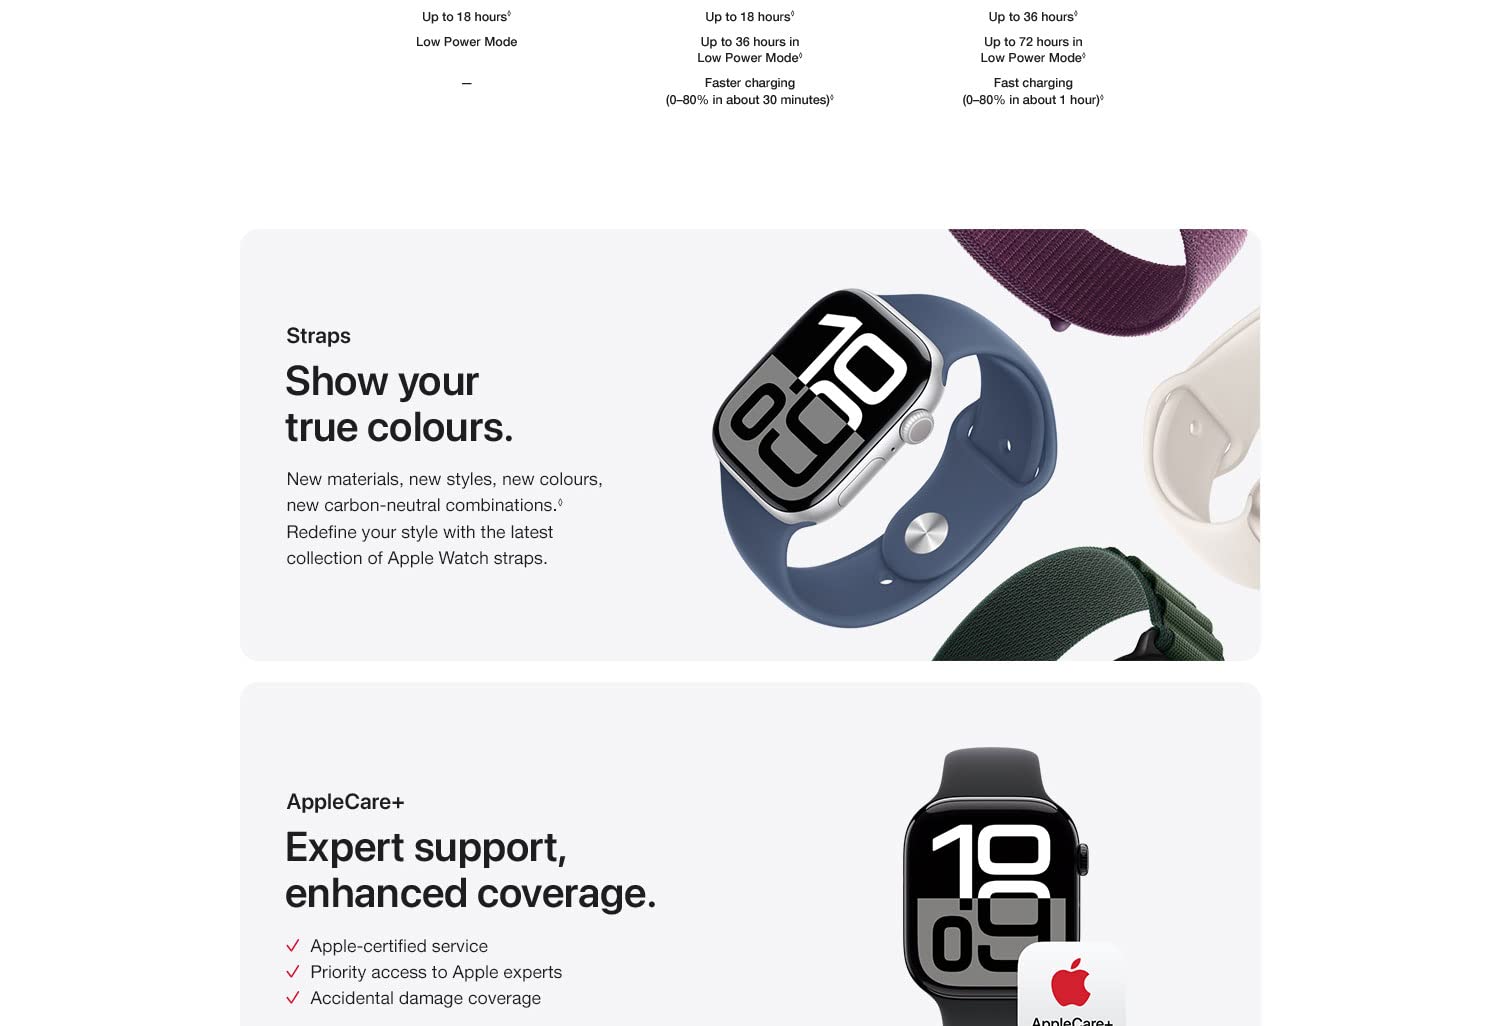 Up to 18 hours◊
Up to 18 hours◊
Up to 36 hours◊
Low Power Mode
Up to 36 hours in
Low Power Mode◊
Up to 72 hours in
Low Power Mode◊
—
Faster charging
(0–80% in about 30 minutes)◊
Fast charging
(0–80% in about 1 hour)◊
Straps
Show your
true colours.
New materials, new styles, new colours,
new carbon-neutral combinations.◊
Redefine your style with the latest
collection of Apple Watch straps.
10
09
AppleCare+
Expert support,
enhanced coverage.
Apple-certified service
Priority access to Apple experts
Accidental damage coverage
10
09
AppleCare+